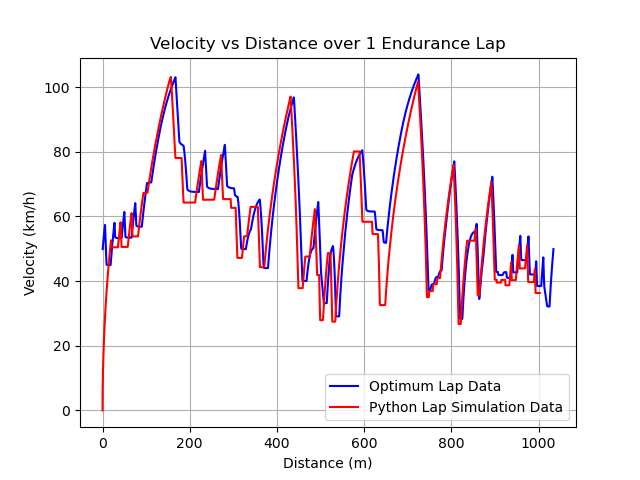 Velocity vs Distance over 1 Endurance Lap
100
80
60
40
20
0
Velocity (km/h)
Optimum Lap Data
Python Lap Simulation Data
0 200 400 600 800 1000
Distance (m)